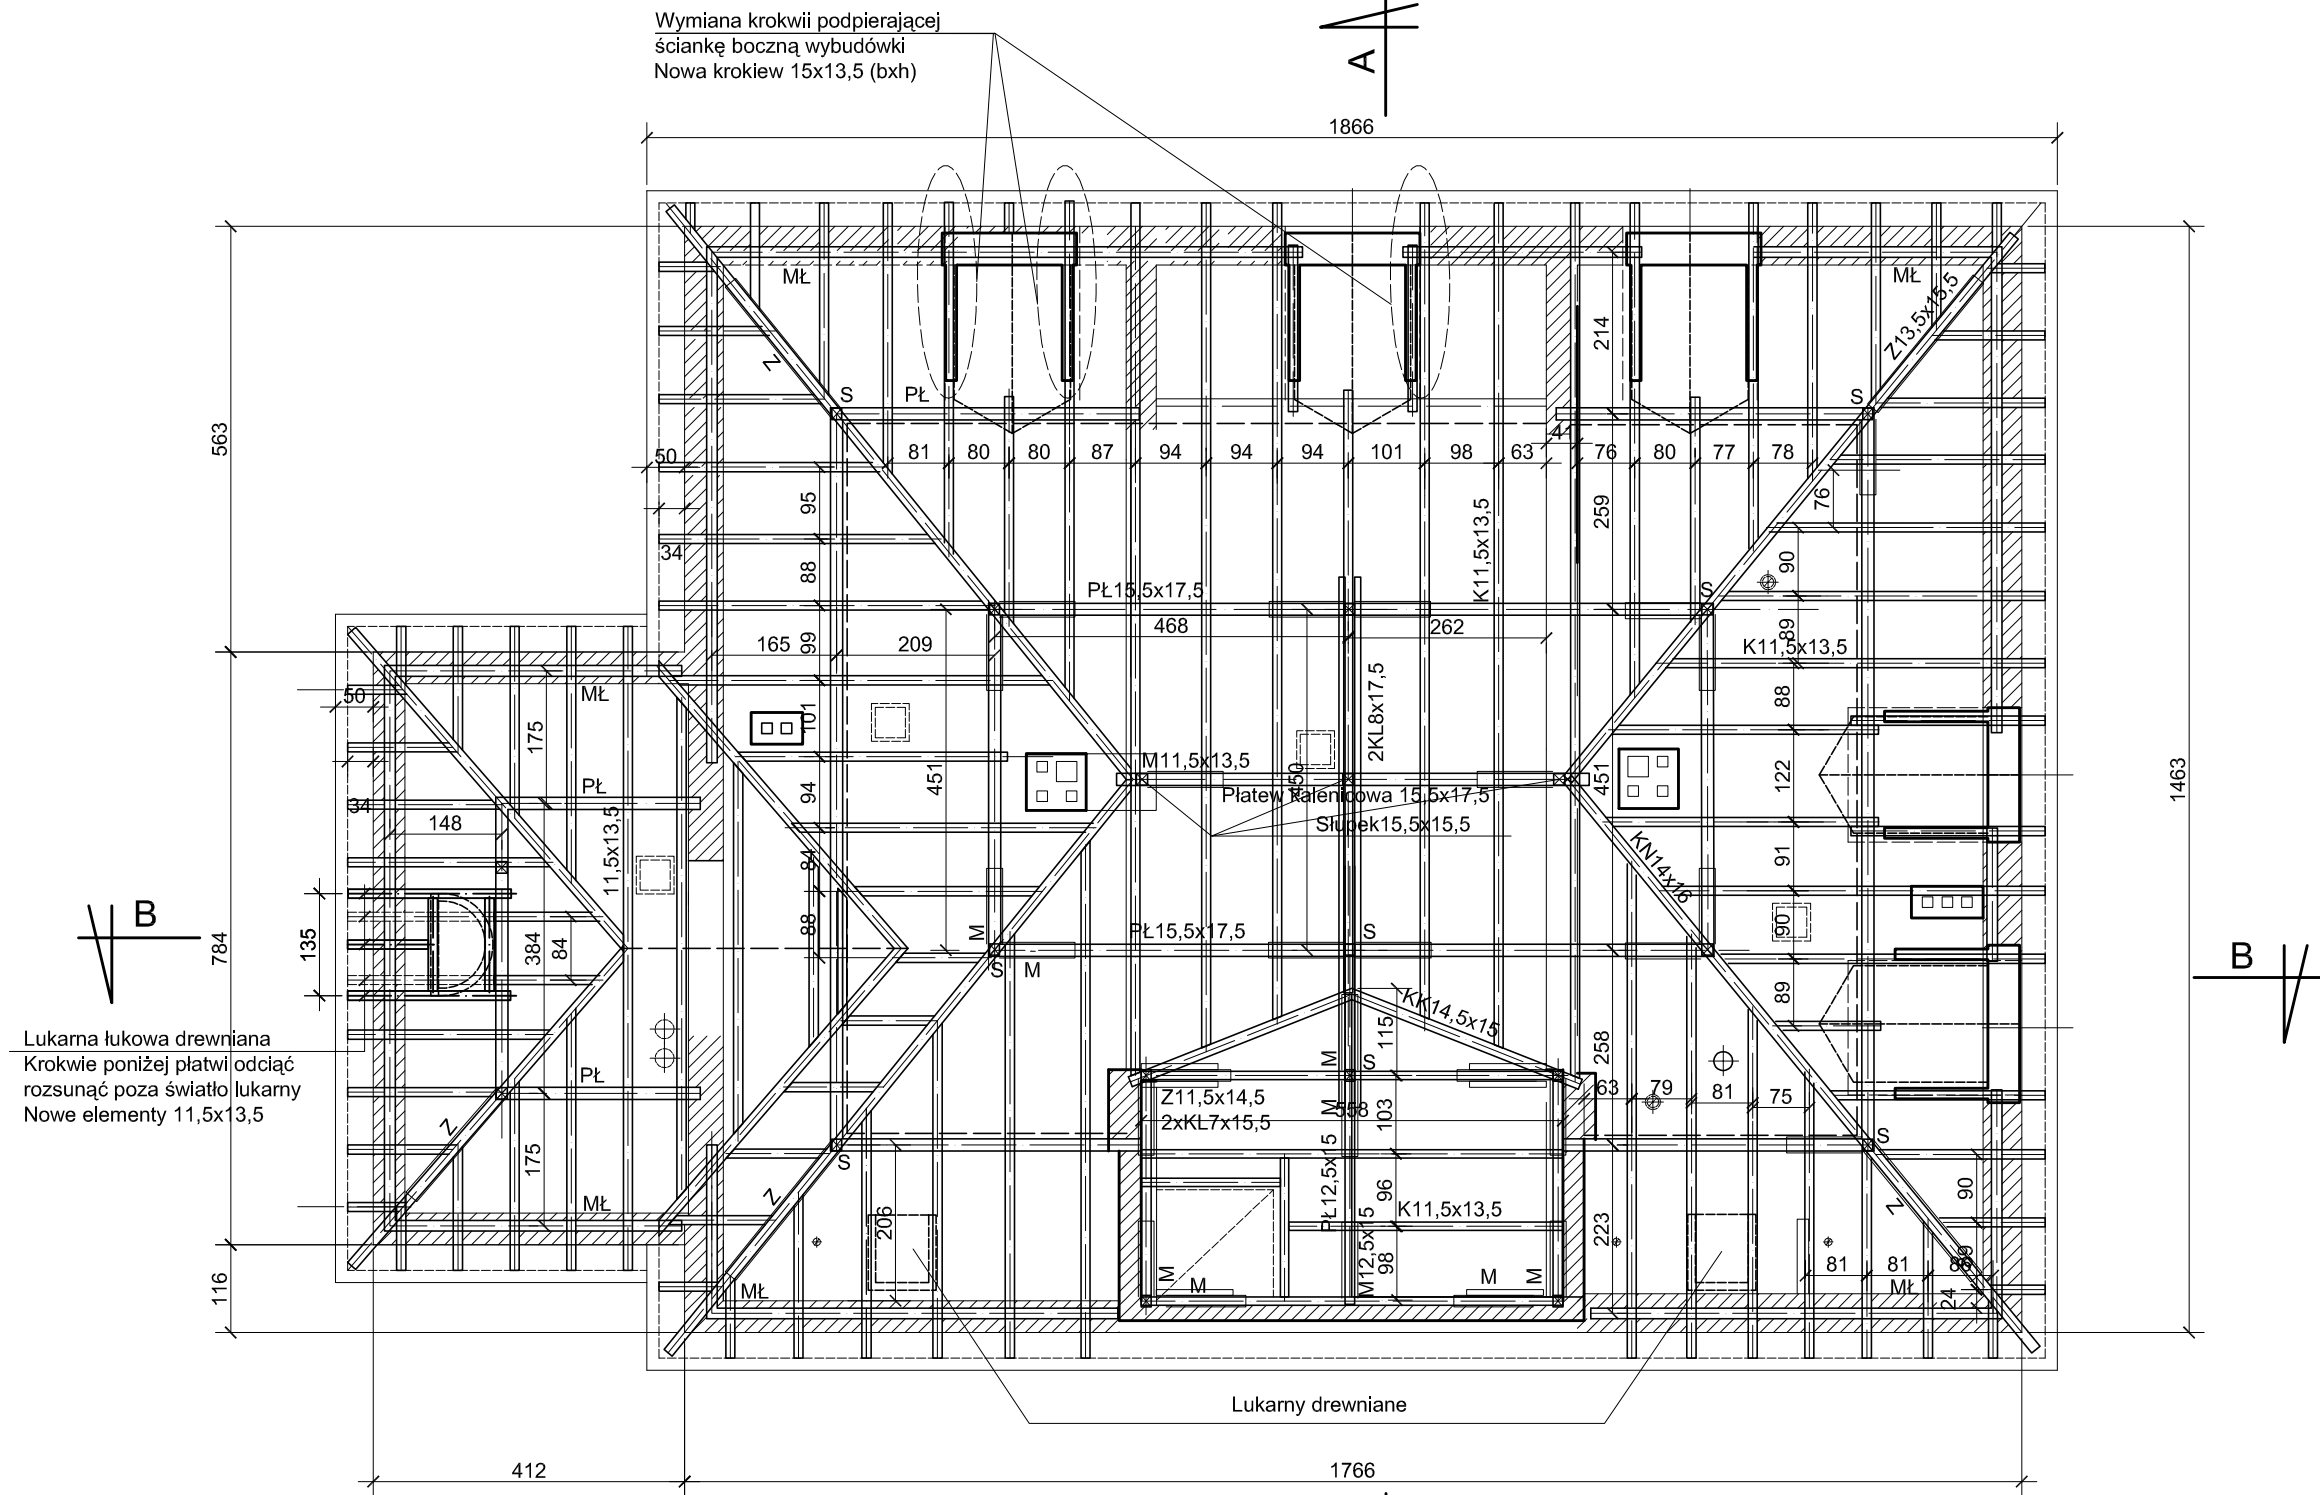 Wymiana krokwii podpierającej
ściankę boczną wybudówki
Nowa krokiew 15x13,5 (bxh)
A
1866
MŁ
MŁ
Z13,5x15,5
Z
214
S
PŁ
S
563
50
81
80
80
87
94
94
94
101
98
63
41
76
80
77
78
95
K11,5x13,5
259
76
34
88
90
PŁ15,5x17,5
S
468
262
165
99
209
89
K11,5x13,5
50
MŁ
175
101
2KL8x17,5
88
1463
M11,5x13,5
34
PŁ
94
451
450
451
122
Płatew kalenicowa 15,5x17,5
148
11,5x13,5
Słupek15,5x15,5
84
KN14x16
91
B
784
135
384
84
88
M
PŁ15,5x17,5
S
90
S
M
B
89
KK14,5x15
Lukarna łukowa drewniana
Krokwie poniżej płatwi odciąć
rozsunąć poza światło lukarny
Nowe elementy 11,5x13,5
115
258
M
S
PŁ
63
79
81
75
Z11,5x14,5
2xKL7x15,5
558
M
103
Z
S
S
175
PŁ12,5x15
96
90
Z
MŁ
206
K11,5x13,5
223
Z
116
MŁ
M
M
M12,5x15
98
M
M
81
81
MŁ
24
Lukarny drewniane
412
1766